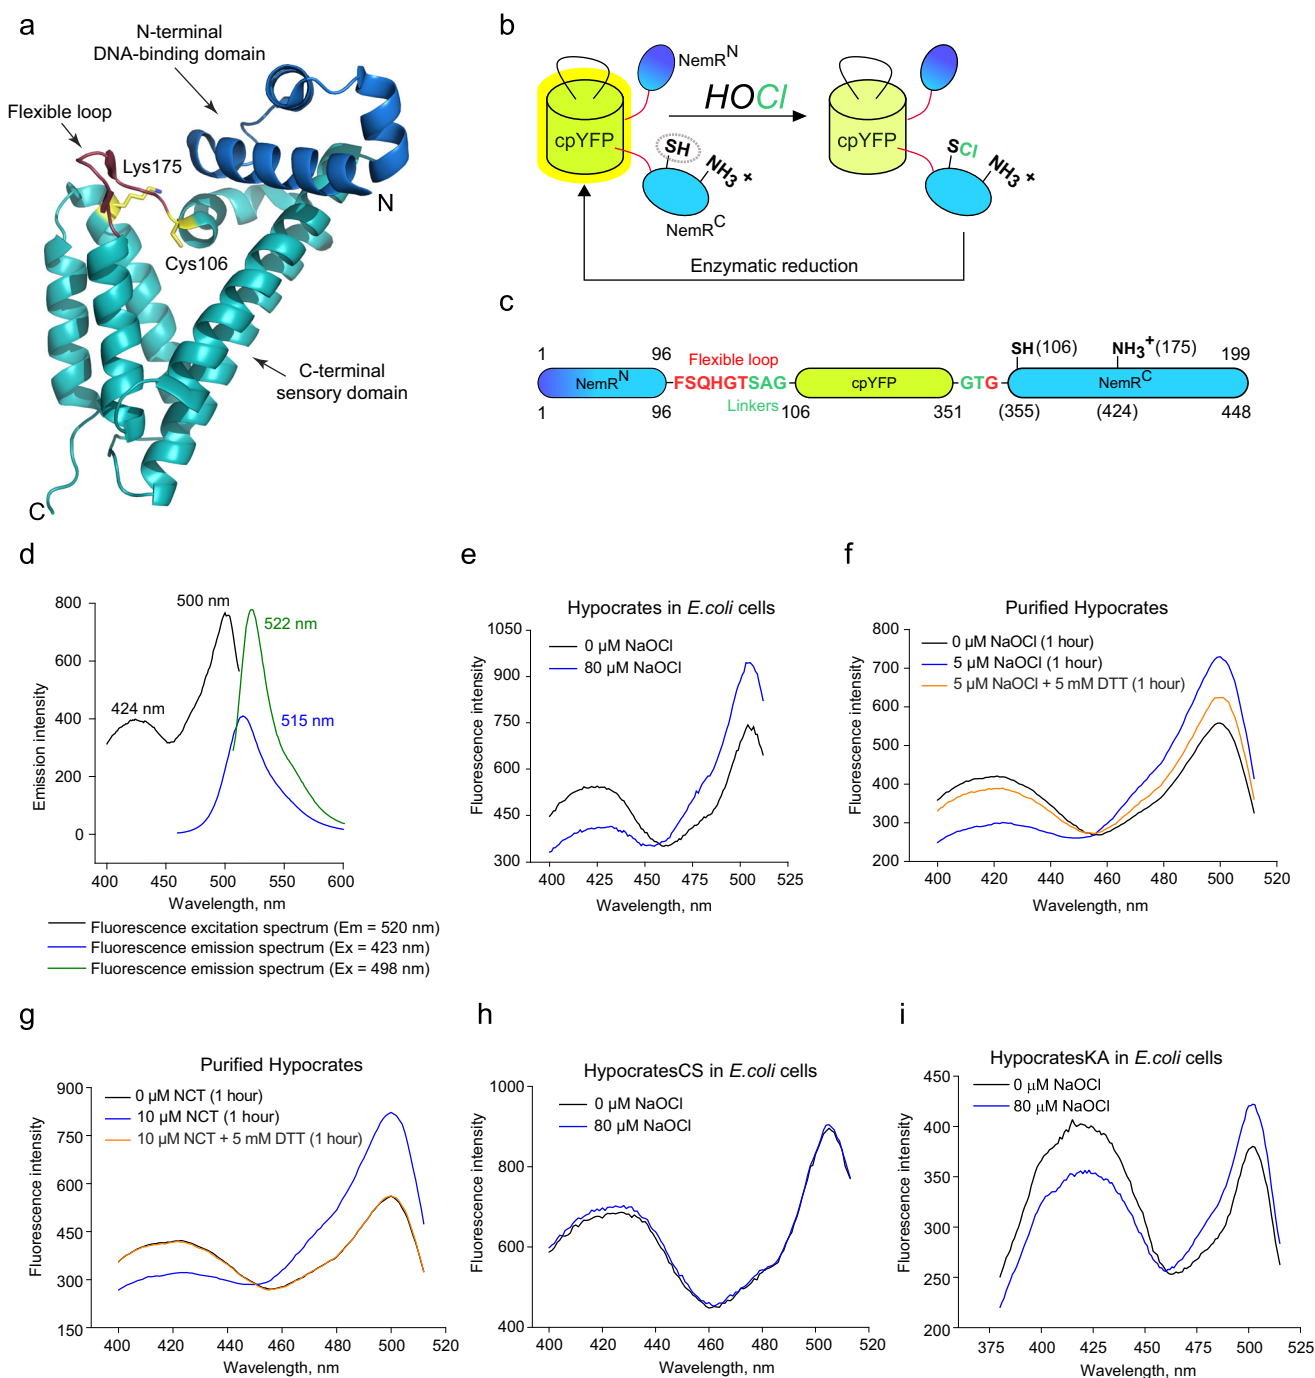 a
N-terminal
DNA-binding domain
Flexible loop
Lys175
N
Cys106
C-terminal
sensory domain
C
b
NemR^N
HOCl
cpYFP
SH
NH3+
NemR^C
cpYFP
SCl
NH3+
Enzymatic reduction
c
1 96 Flexible loop SH(106) NH3+(175) 199
NemR^N FSQHGTSAG cpYFP GTG NemR^C
1 96 Linkers 106 351 (355) (424) 448
d
800
600
400
200
0
Emission intensity
424 nm
500 nm
522 nm
515 nm
400 450 500 550 600
Wavelength, nm
Fluorescence excitation spectrum (Em = 520 nm)
Fluorescence emission spectrum (Ex = 423 nm)
Fluorescence emission spectrum (Ex = 498 nm)
e
Hypocrates in E.coli cells
0 µM NaOCl
80 µM NaOCl
1050
900
750
600
450
300
Fluorescence intensity
400 425 450 475 500 525
Wavelength, nm
f
Purified Hypocrates
0 µM NaOCl (1 hour)
5 µM NaOCl (1 hour)
5 µM NaOCl + 5 mM DTT (1 hour)
800
700
600
500
400
300
200
Fluorescence intensity
400 420 440 460 480 500 520
Wavelength, nm
g
Purified Hypocrates
0 µM NCT (1 hour)
10 µM NCT (1 hour)
10 µM NCT + 5 mM DTT (1 hour)
900
750
600
450
300
150
Fluorescence intensity
400 420 440 460 480 500 520
Wavelength, nm
h
HypocratesCS in E.coli cells
0 µM NaOCl
80 µM NaOCl
1000
800
600
400
Fluorescence intensity
400 420 440 460 480 500 520
Wavelength, nm
i
HypocratesKA in E.coli cells
0 µM NaOCl
80 µM NaOCl
450
400
350
300
250
200
Fluorescence intensity
375 400 425 450 475 500 525
Wavelength, nm